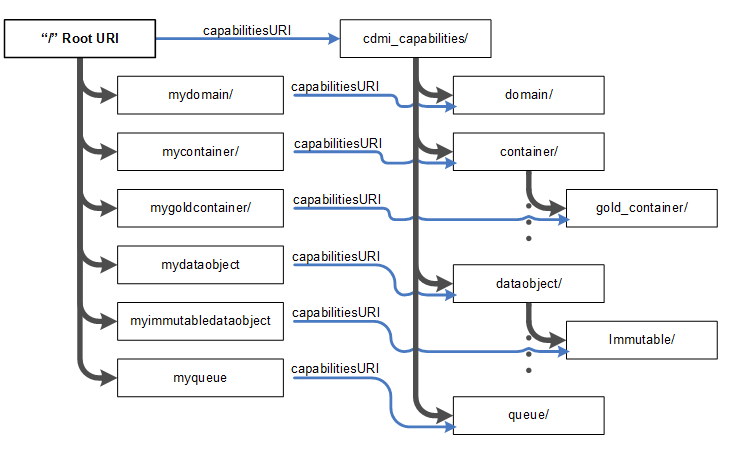 “/” Root URI
capabilitiesURI
cdmi_capabilities/
mydomain/
capabilitiesURI
domain/
mycontainer/
capabilitiesURI
container/
mygoldcontainer/
capabilitiesURI
gold_container/
mydataobject
capabilitiesURI
dataobject/
myimmutabledataobject
capabilitiesURI
Immutable/
myqueue
capabilitiesURI
queue/